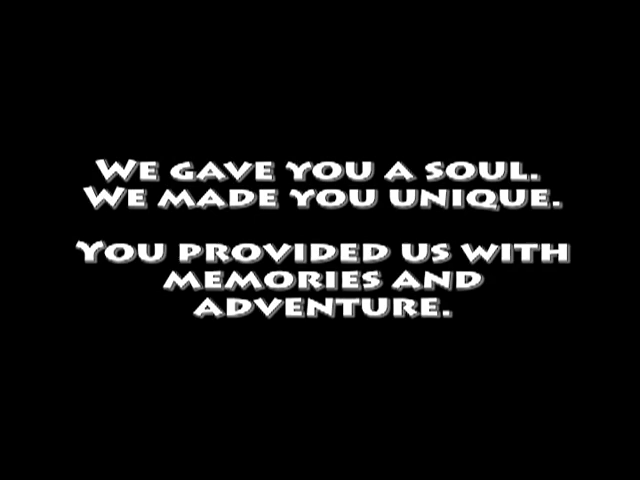 We gave you a soul.
We made you unique.
You provided us with
memories and
adventure.